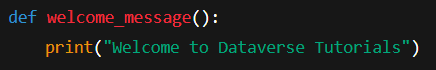 def welcome_message():
    print("Welcome to Dataverse Tutorials")